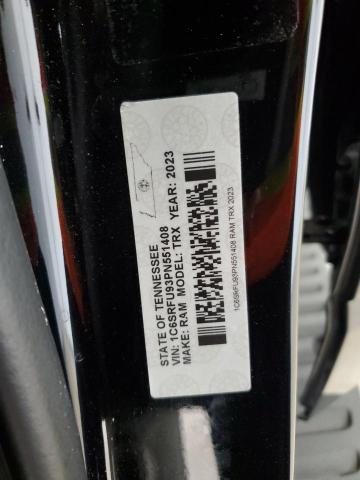 STATE OF TENNESSEE
VIN: 1C6SRFU93PN551408
MAKE: RAM MODEL: TRX YEAR: 2023
1C6SRFU93PN551408 RAM TRX 2023